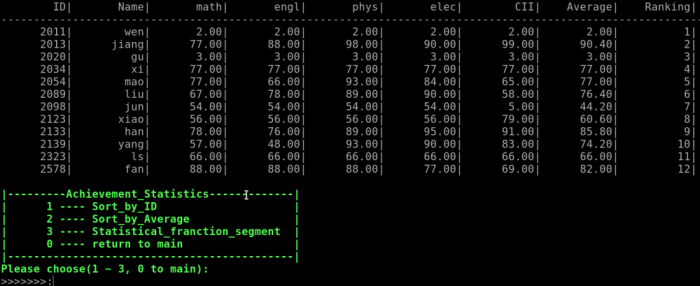 ID|      Name|      math|      engl|      phys|      elec|      CII|      Average|      Ranking|
--------------------------------------------------------------------------------
2011|      wen|      2.00|      2.00|      2.00|      2.00|      2.00|      2.00|      1|
2013|      jiang|      77.00|      88.00|      98.00|      90.00|      99.00|      90.40|      2|
2020|      gu|      3.00|      3.00|      3.00|      3.00|      3.00|      3.00|      3|
2034|      xi|      77.00|      77.00|      77.00|      77.00|      77.00|      77.00|      4|
2054|      mao|      77.00|      66.00|      93.00|      84.00|      65.00|      77.00|      5|
2089|      liu|      67.00|      78.00|      89.00|      90.00|      58.00|      76.40|      6|
2098|      jun|      54.00|      54.00|      54.00|      54.00|      5.00|      44.20|      7|
2123|      xiao|      56.00|      56.00|      56.00|      56.00|      79.00|      60.60|      8|
2133|      han|      78.00|      76.00|      89.00|      95.00|      91.00|      85.80|      9|
2139|      yang|      57.00|      48.00|      93.00|      90.00|      83.00|      74.20|      10|
2323|      ls|      66.00|      66.00|      66.00|      66.00|      66.00|      66.00|      11|
2578|      fan|      88.00|      88.00|      88.00|      77.00|      69.00|      82.00|      12|
|---------Achievement_Statistics-------------|
|      1 ---- Sort_by_ID      |
|      2 ---- Sort_by_Average      |
|      3 ---- Statistical_franction_segment  |
|      0 ---- return to main      |
|--------------------------------------------|
Please choose(1 ~ 3, 0 to main):
>>>>>>>: